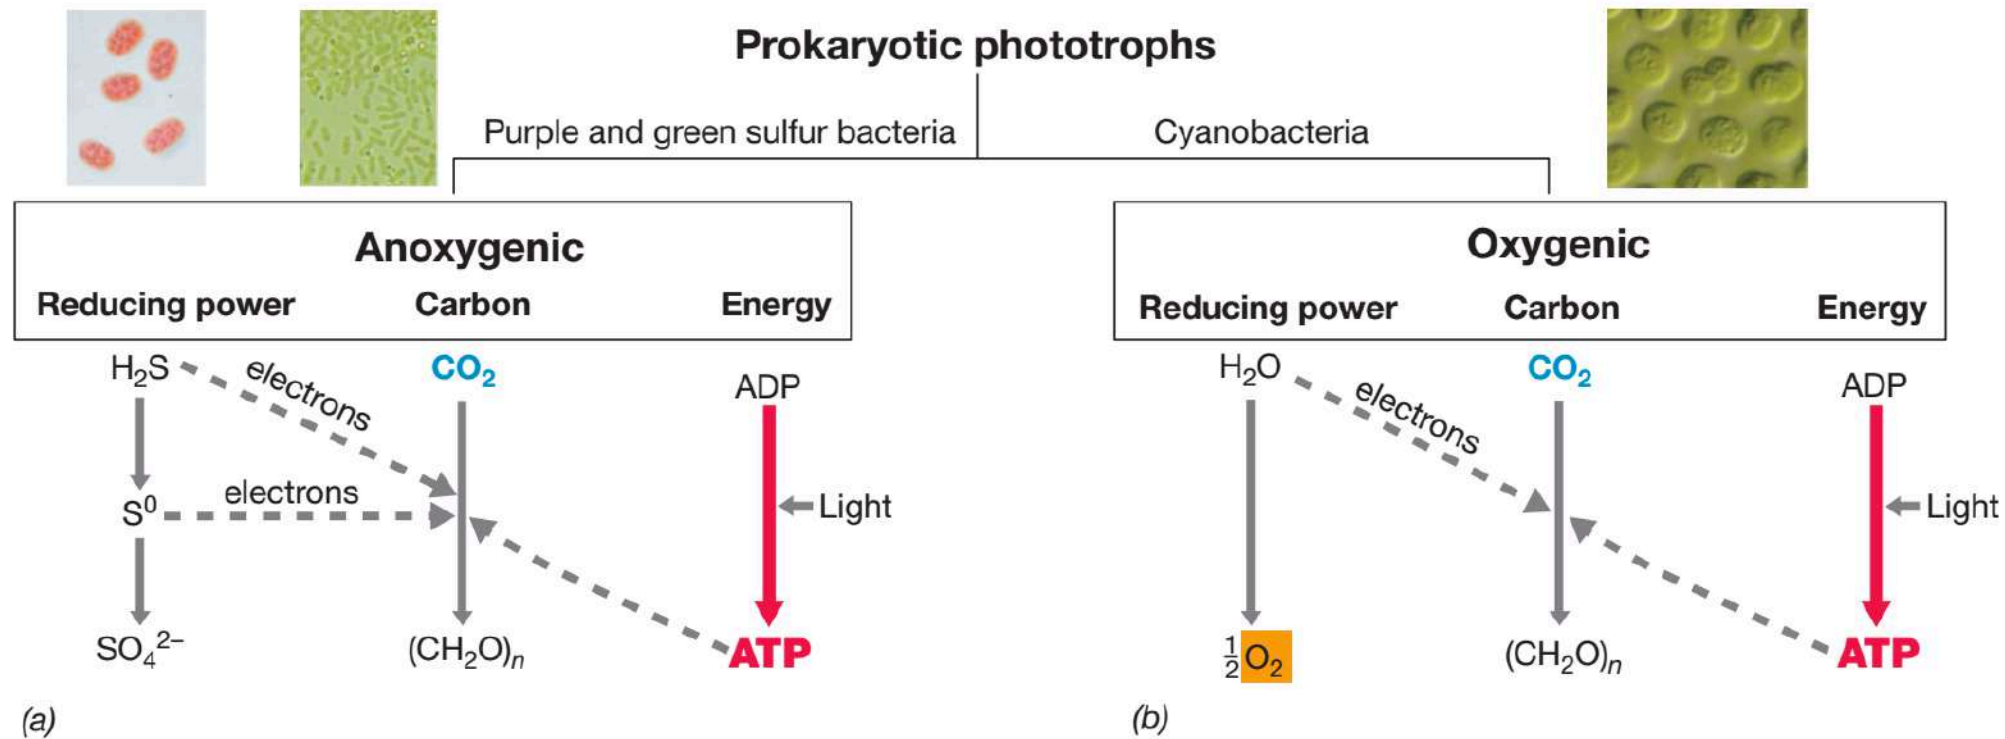 Prokaryotic phototrophs
Purple and green sulfur bacteria
Cyanobacteria
Anoxygenic
Reducing power Carbon Energy
H₂S electrons CO₂ ADP
S⁰ electrons Light
SO₄²⁻ (CH₂O)ₙ ATP
(a)
Oxygenic
Reducing power Carbon Energy
H₂O electrons CO₂ ADP
Light
½O₂ (CH₂O)ₙ ATP
(b)